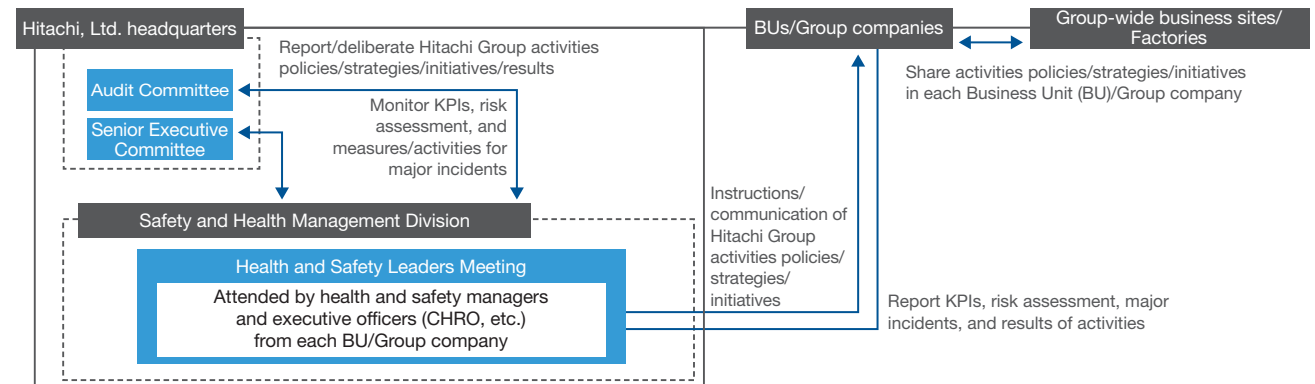 Hitachi, Ltd. headquarters
Report/deliberate Hitachi Group activities
policies/strategies/initiatives/results
Audit Committee
Senior Executive
Committee
Monitor KPIs, risk
assessment, and
measures/activities for
major incidents
Safety and Health Management Division
Health and Safety Leaders Meeting
Attended by health and safety managers
and executive officers (CHRO, etc.)
from each BU/Group company
BUs/Group companies
Group-wide business sites/
Factories
Share activities policies/strategies/initiatives
in each Business Unit (BU)/Group company
Instructions/
communication of
Hitachi Group
activities policies/
strategies/
initiatives
Report KPIs, risk assessment, major
incidents, and results of activities